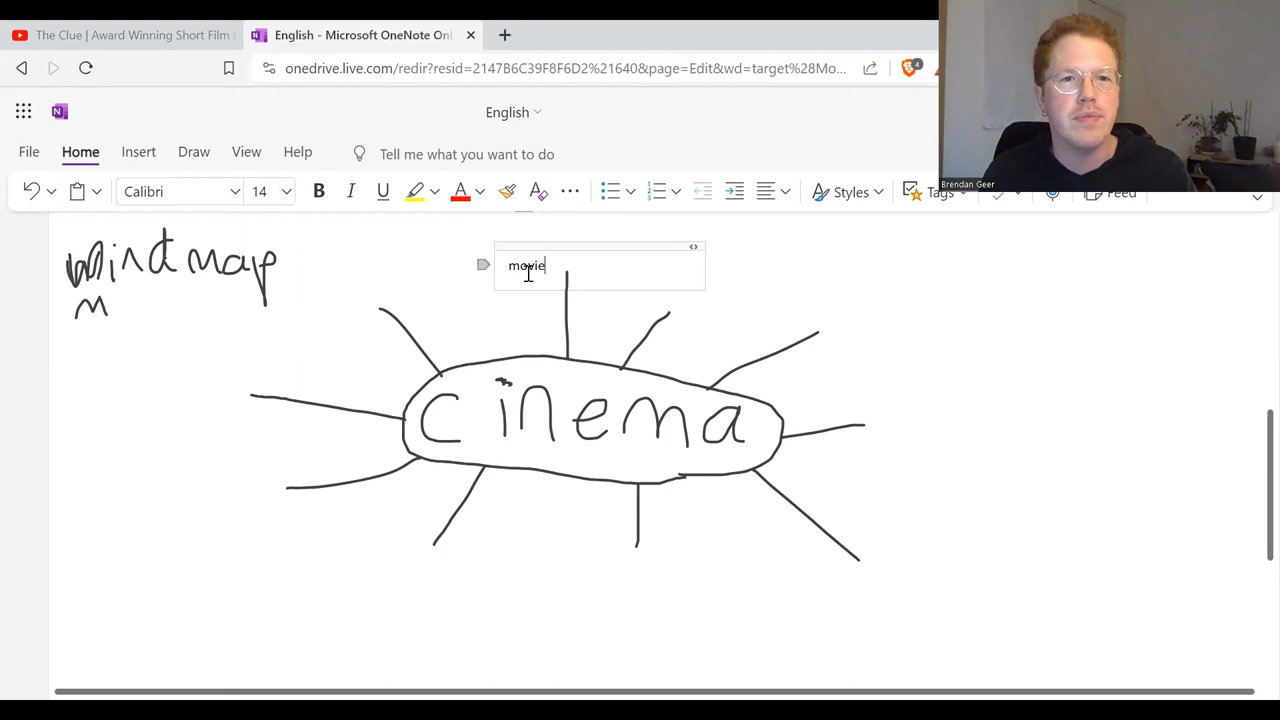 The Clue | Award Winning Short Film (
English - Microsoft OneNote Onl
onedrive.live.com/redir?resid=2147B6C39F8F6D2%21640&page=Edit&wd=target%28Mo...
4
English
File Home Insert Draw View Help Tell me what you want to do
Calibri 14 B I U A A Styles Tags Feed
Brendan Geer
Mindmap
M
movie
cinema